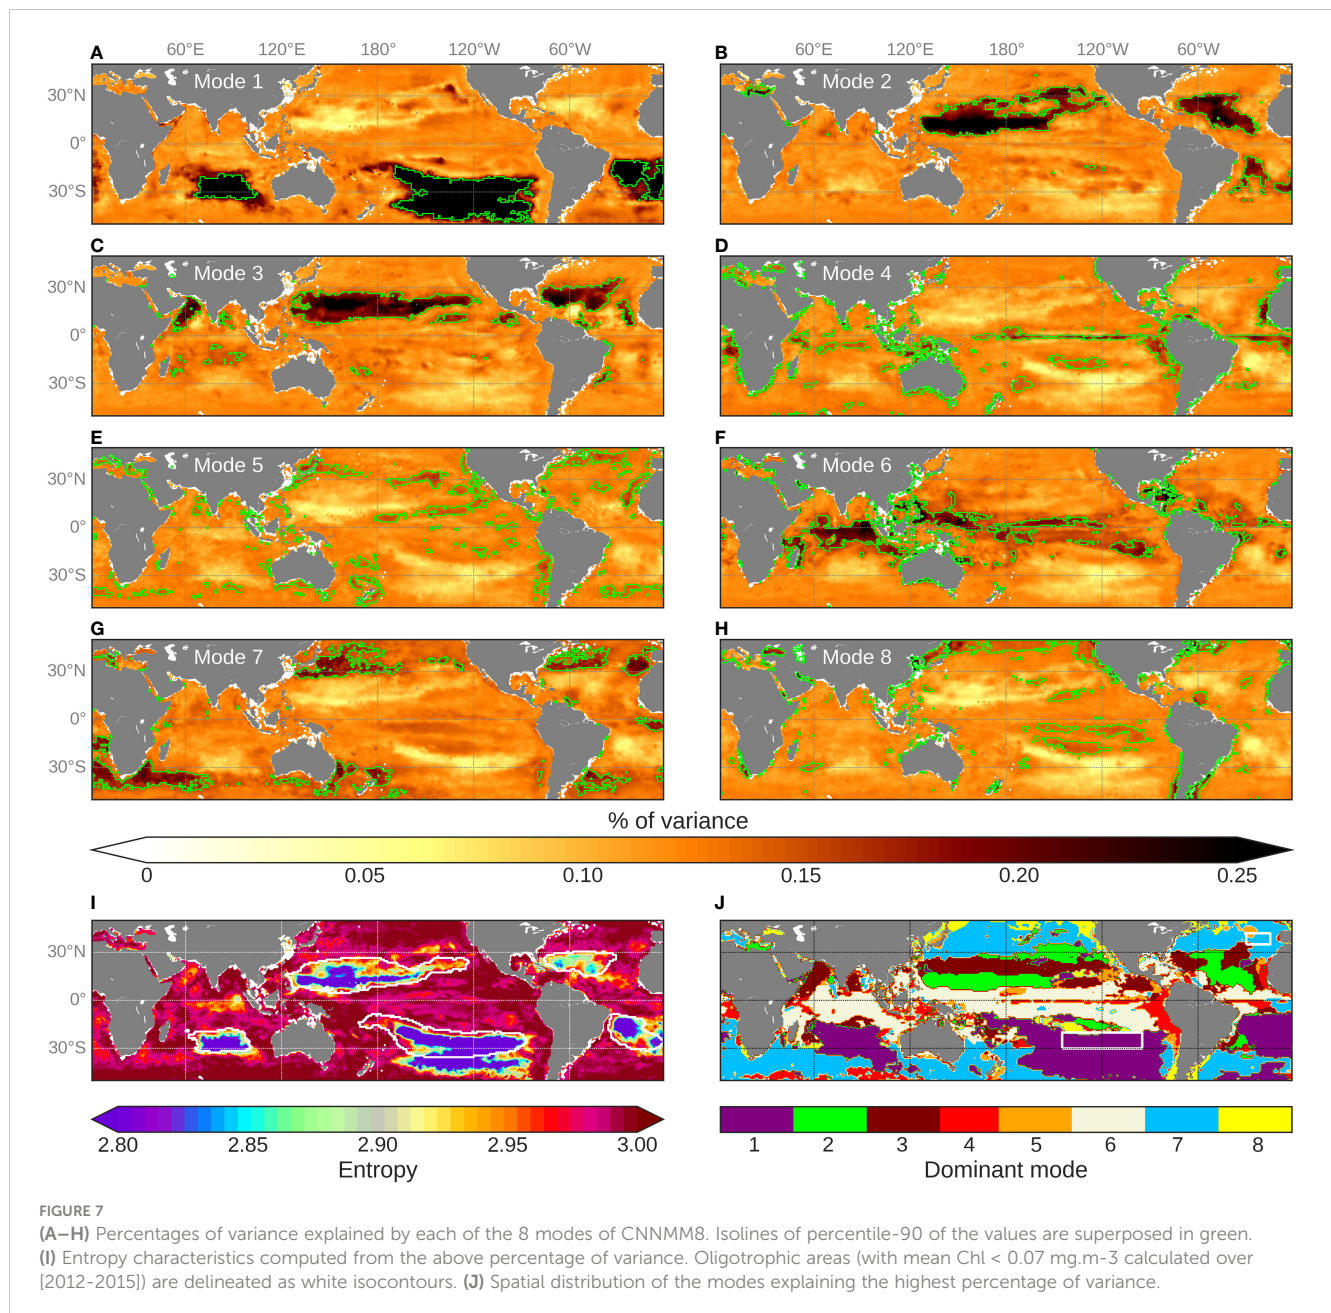 A
B
60°E 120°E 180° 120°W 60°W
60°E 120°E 180° 120°W 60°W
Mode 1
Mode 2
30°N
0°
30°S
C
D
Mode 3
Mode 4
30°N
0°
30°S
E
F
Mode 5
Mode 6
30°N
0°
30°S
G
H
Mode 7
Mode 8
30°N
0°
30°S
% of variance
0 0.05 0.10 0.15 0.20 0.25
I
J
30°N
0°
30°S
2.80 2.85 2.90 2.95 3.00
Entropy
1 2 3 4 5 6 7 8
Dominant mode
FIGURE 7
(A–H) Percentages of variance explained by each of the 8 modes of CNNMM8. Isolines of percentile-90 of the values are superposed in green.
(I) Entropy characteristics computed from the above percentage of variance. Oligotrophic areas (with mean Chl < 0.07 mg.m-3 calculated over
[2012-2015]) are delineated as white isocontours. (J) Spatial distribution of the modes explaining the highest percentage of variance.